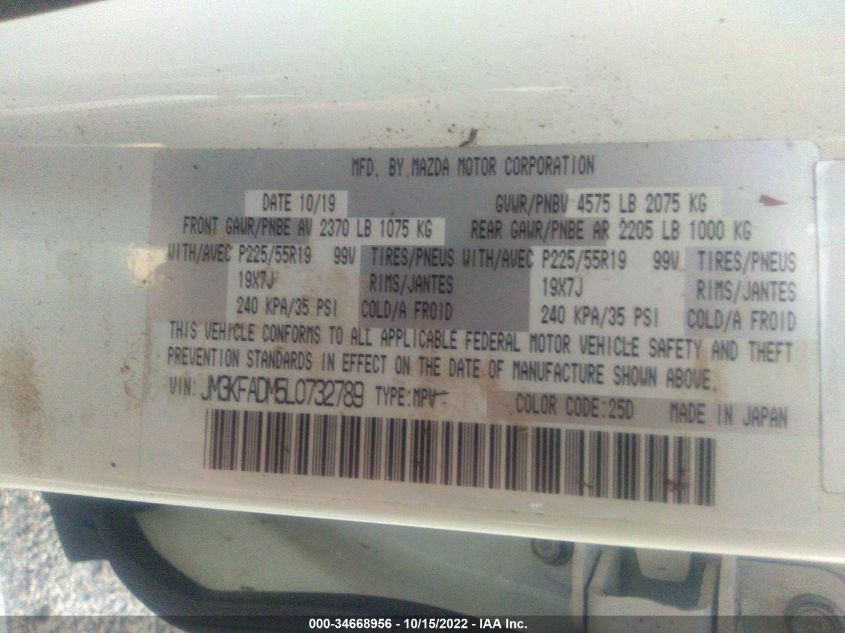 MFD. BY MAZDA MOTOR CORPORATION
DATE 10/19 GVWR/PNBV 4575 LB 2075 KG
FRONT GAWR/PNBE AV 2370 LB 1075 KG REAR GAWR/PNBE AR 2205 LB 1000 KG
WITH/AVEC P225/55R19 99V TIRES/PNEUS WITH/AVEC P225/55R19 99V TIRES/PNEUS
19X7J RIMS/JANTES 19X7J RIMS/JANTES
240 KPA/35 PSI COLD/A FROID 240 KPA/35 PSI COLD/A FROID
THIS VEHICLE CONFORMS TO ALL APPLICABLE FEDERAL MOTOR VEHICLE SAFETY AND THEFT
PREVENTION STANDARDS IN EFFECT ON THE DATE OF MANUFACTURE SHOWN ABOVE.
VIN: JM3KFADM5L0732789 TYPE:MPV COLOR CODE:25D MADE IN JAPAN
000-34668956 - 10/15/2022 - IAA Inc.